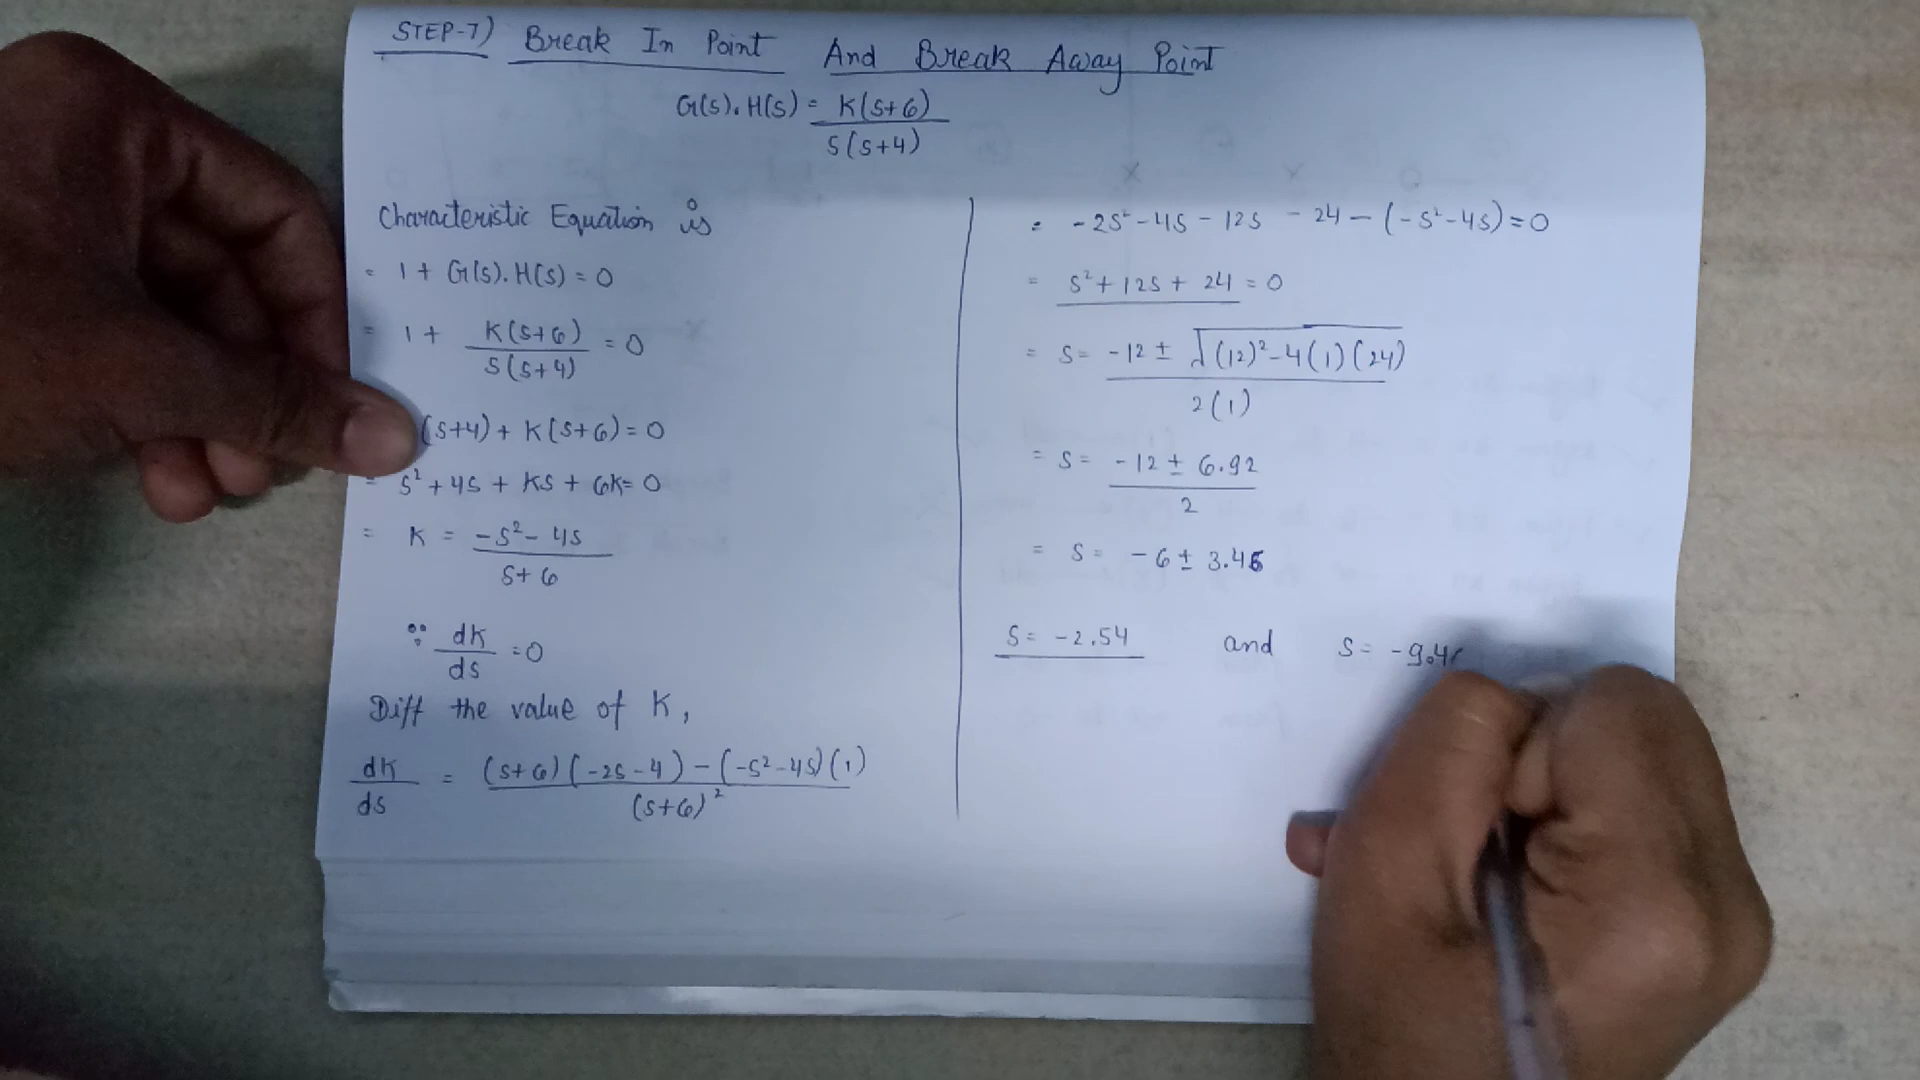 STEP-7) Break In Point And Break Away Point
G(s).H(s) = K(s+6)
s(s+4)
Characteristic Equation is
= 1 + G(s).H(s) = 0
= 1 + K(s+6) = 0
s(s+4)
(s+4) + K(s+6) = 0
= s² + 4s + Ks + 6K = 0
= K = -s² - 4s
s+6
∵ dK = 0
ds
Diff the value of K,
dK = (s+6)(-2s-4) - (-s²-4s)(1)
ds (s+6)²
= -2s² - 4s - 12s - 24 - (-s²-4s) = 0
= s² + 12s + 24 = 0
= s = -12 ± √(12)² - 4(1)(24)
2(1)
= s = -12 ± 6.92
2
= s = -6 ± 3.46
s = -2.54 and s = -9.4